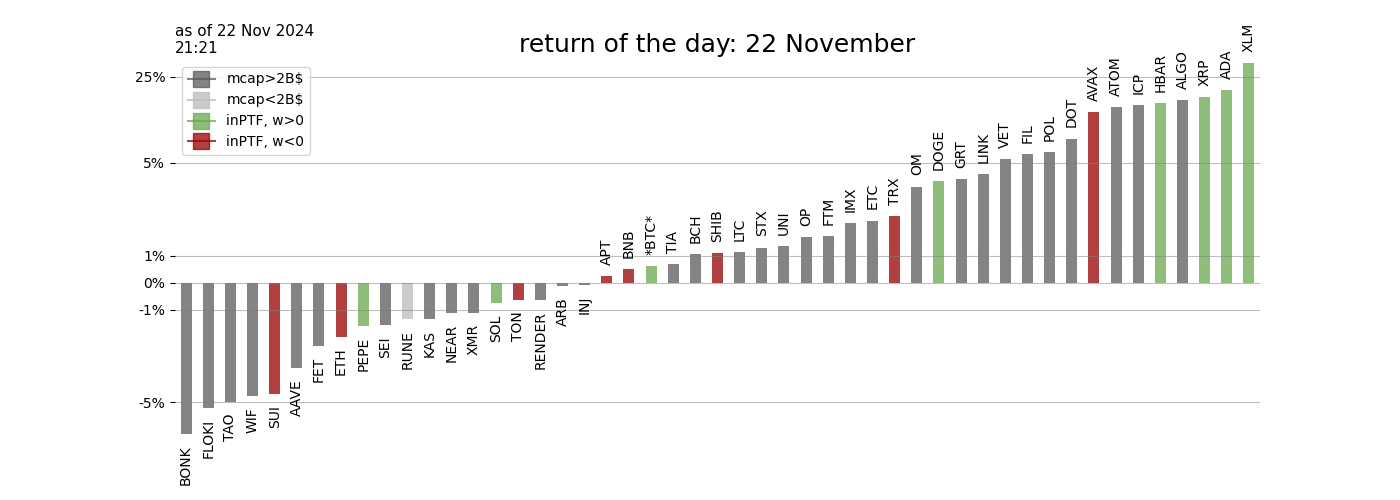 as of 22 Nov 2024
21:21
return of the day: 22 November
mcap>2B$
mcap<2B$
inPTF, w>0
inPTF, w<0
25%
5%
1%
0%
-1%
-5%
BONK
FLOKI
TAO
WIF
SUI
AAVE
FET
ETH
PEPE
SEI
RUNE
KAS
NEAR
XMR
SOL
TON
RENDER
ARB
INJ
APT
BNB
*BTC*
TIA
BCH
SHIB
LTC
STX
UNI
OP
FTM
IMX
ETC
TRX
OM
DOGE
GRT
LINK
VET
FIL
POL
DOT
AVAX
ATOM
ICP
HBAR
ALGO
XRP
ADA
XLM